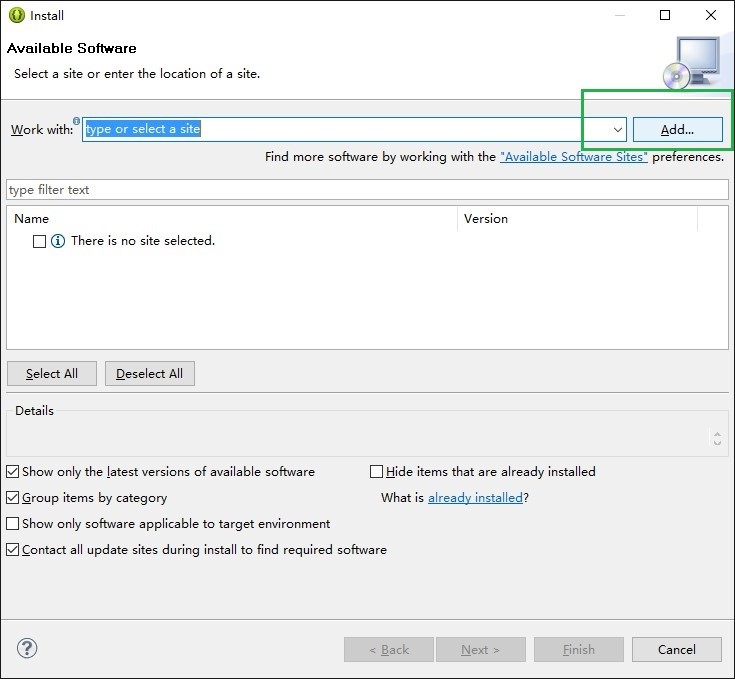 Install
Available Software
Select a site or enter the location of a site.
Work with: type or select a site Add...
Find more software by working with the "Available Software Sites" preferences.
type filter text
Name Version
There is no site selected.
Select All Deselect All
Details
Show only the latest versions of available software Hide items that are already installed
Group items by category What is already installed?
Show only software applicable to target environment
Contact all update sites during install to find required software
? < Back Next > Finish Cancel